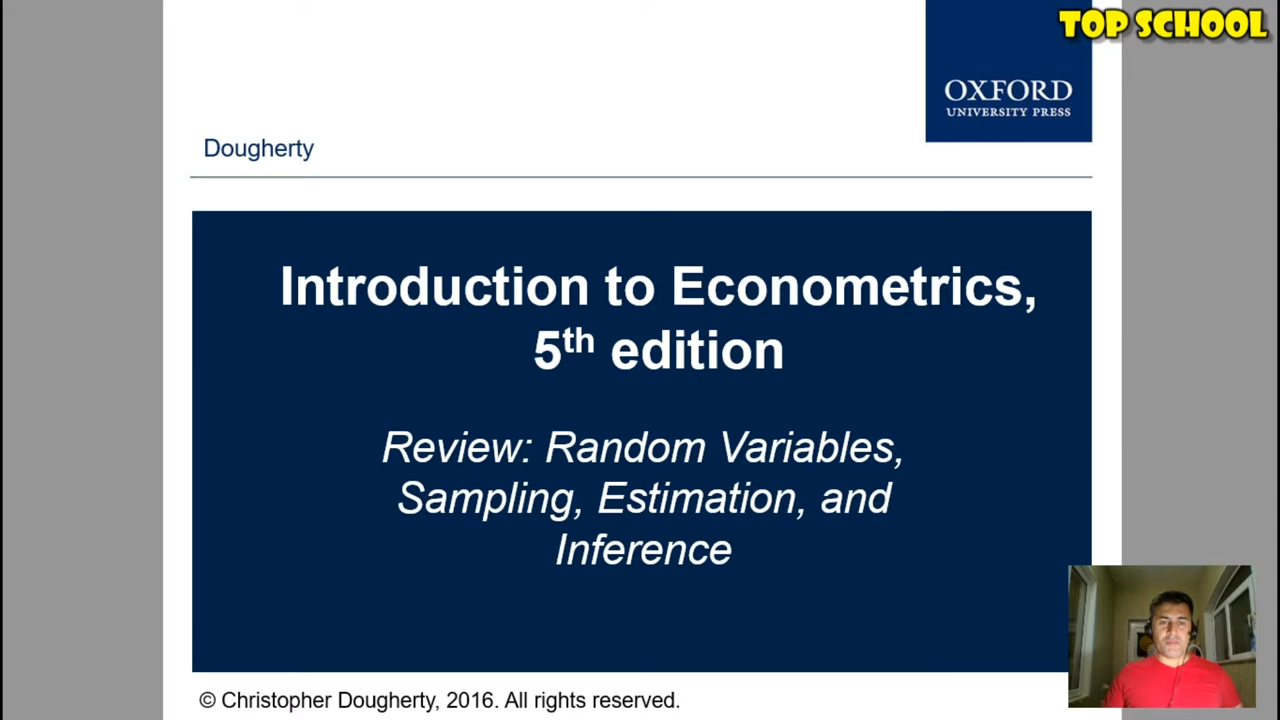 TOP SCHOOL
OXFORD
UNIVERSITY PRESS
Dougherty
Introduction to Econometrics,
5th edition
Review: Random Variables,
Sampling, Estimation, and
Inference
© Christopher Dougherty, 2016. All rights reserved.